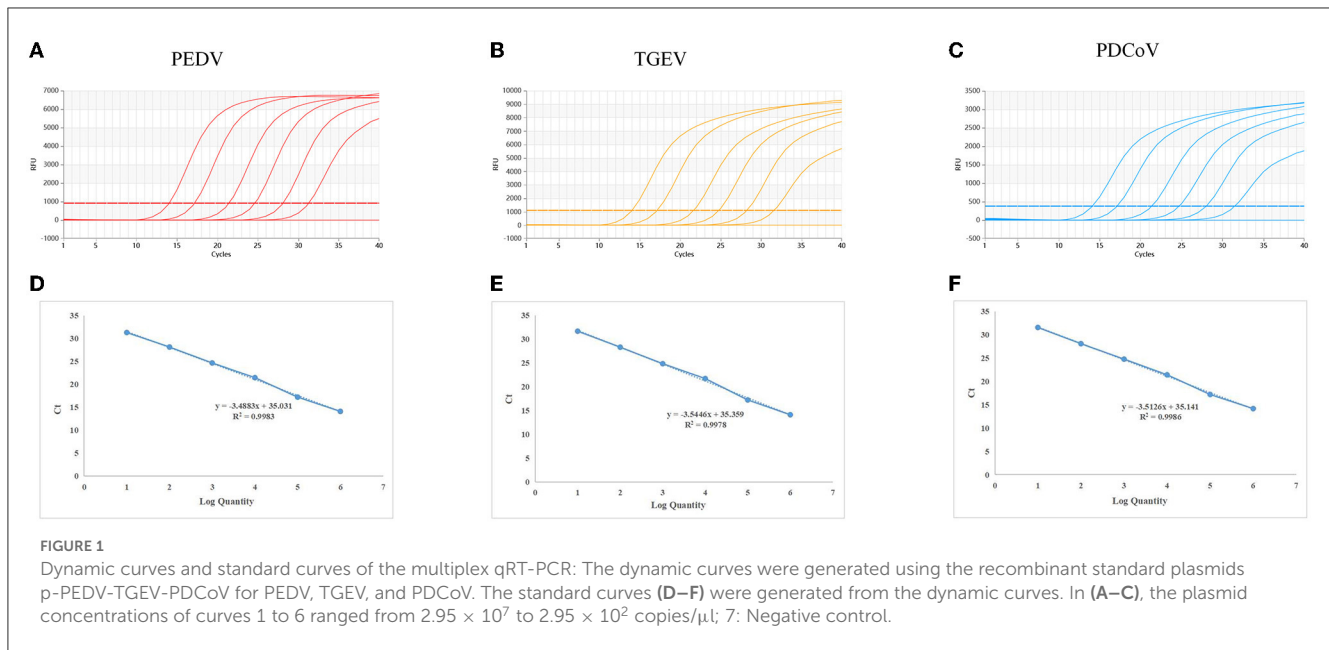 A
PEDV
B
TGEV
C
PDCoV
7000
6000
5000
4000
3000
2000
1000
0
-1000
RFU
1 5 10 15 20 25 30 35 40
Cycles
10000
9000
8000
7000
6000
5000
4000
3000
2000
1000
0
-1000
RFU
1 5 10 15 20 25 30 35 40
Cycles
3500
3000
2500
2000
1500
1000
500
0
-500
RFU
1 5 10 15 20 25 30 35 40
Cycles
D
35
30
25
20
15
10
5
0
Ct
y = -3.4883x + 35.031
R² = 0.9983
0 1 2 3 4 5 6 7
Log Quantity
E
35
30
25
20
15
10
5
0
Ct
y = -3.5446x + 35.359
R² = 0.9978
0 1 2 3 4 5 6 7
Log Quantity
F
35
30
25
20
15
10
5
0
Ct
y = -3.5126x + 35.141
R² = 0.9986
0 1 2 3 4 5 6 7
Log Quantity
FIGURE 1
Dynamic curves and standard curves of the multiplex qRT-PCR: The dynamic curves were generated using the recombinant standard plasmids
p-PEDV-TGEV-PDCoV for PEDV, TGEV, and PDCoV. The standard curves (D–F) were generated from the dynamic curves. In (A–C), the plasmid
concentrations of curves 1 to 6 ranged from 2.95 × 10⁷ to 2.95 × 10² copies/µl; 7: Negative control.